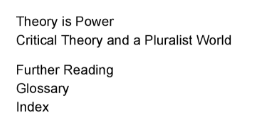 Theory is Power
Critical Theory and a Pluralist World
Further Reading
Glossary
Index